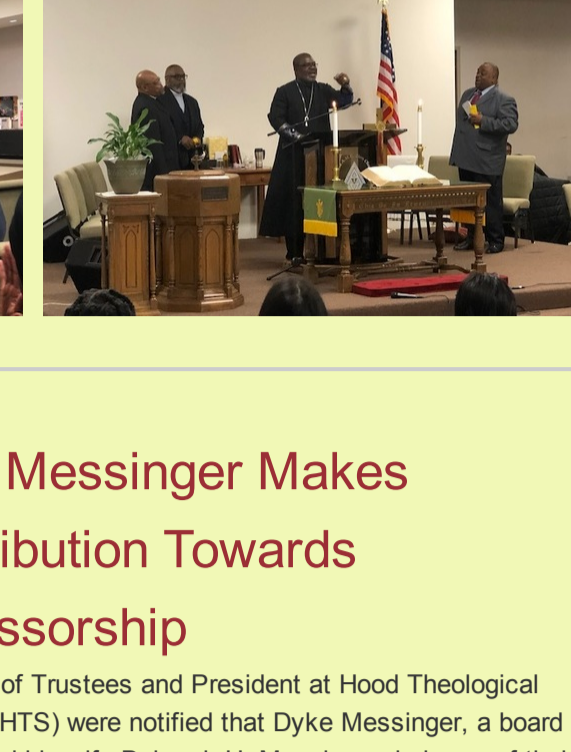 Messinger Makes
ibution Towards
ssorship
of Trustees and President at Hood Theological
HTS) were notified that Dyke Messinger, a board